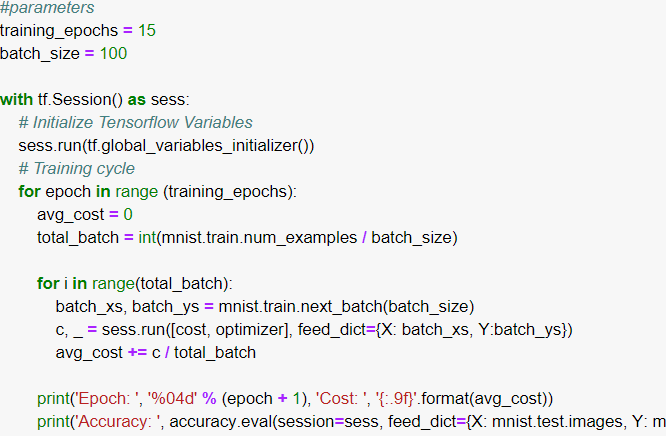 #parameters
training_epochs = 15
batch_size = 100
with tf.Session() as sess:
# Initialize Tensorflow Variables
sess.run(tf.global_variables_initializer())
# Training cycle
for epoch in range (training_epochs):
avg_cost = 0
total_batch = int(mnist.train.num_examples / batch_size)
for i in range(total_batch):
batch_xs, batch_ys = mnist.train.next_batch(batch_size)
c, _ = sess.run([cost, optimizer], feed_dict={X: batch_xs, Y:batch_ys})
avg_cost += c / total_batch
print('Epoch: ', '%04d' % (epoch + 1), 'Cost: ', '{:.9f}'.format(avg_cost))
print('Accuracy: ', accuracy.eval(session=sess, feed_dict={X: mnist.test.images, Y: m